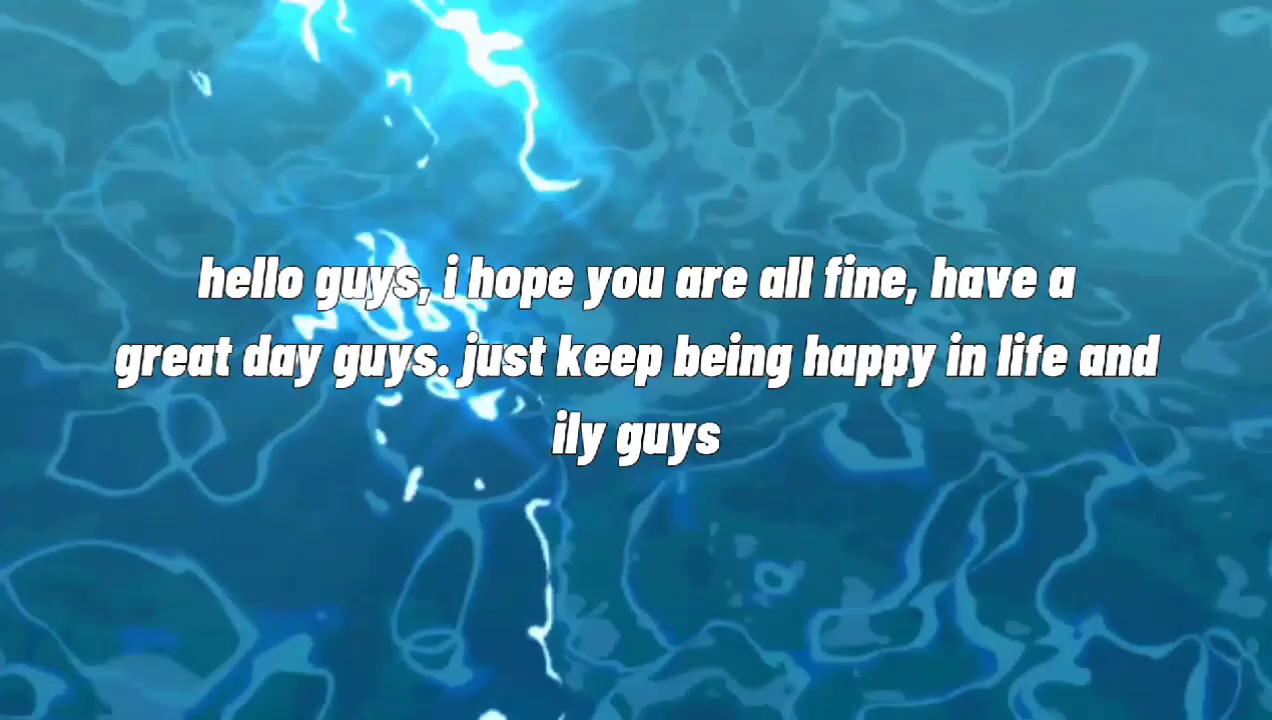 hello guys, i hope you are all fine, have a
great day guys. just keep being happy in life and
ily guys